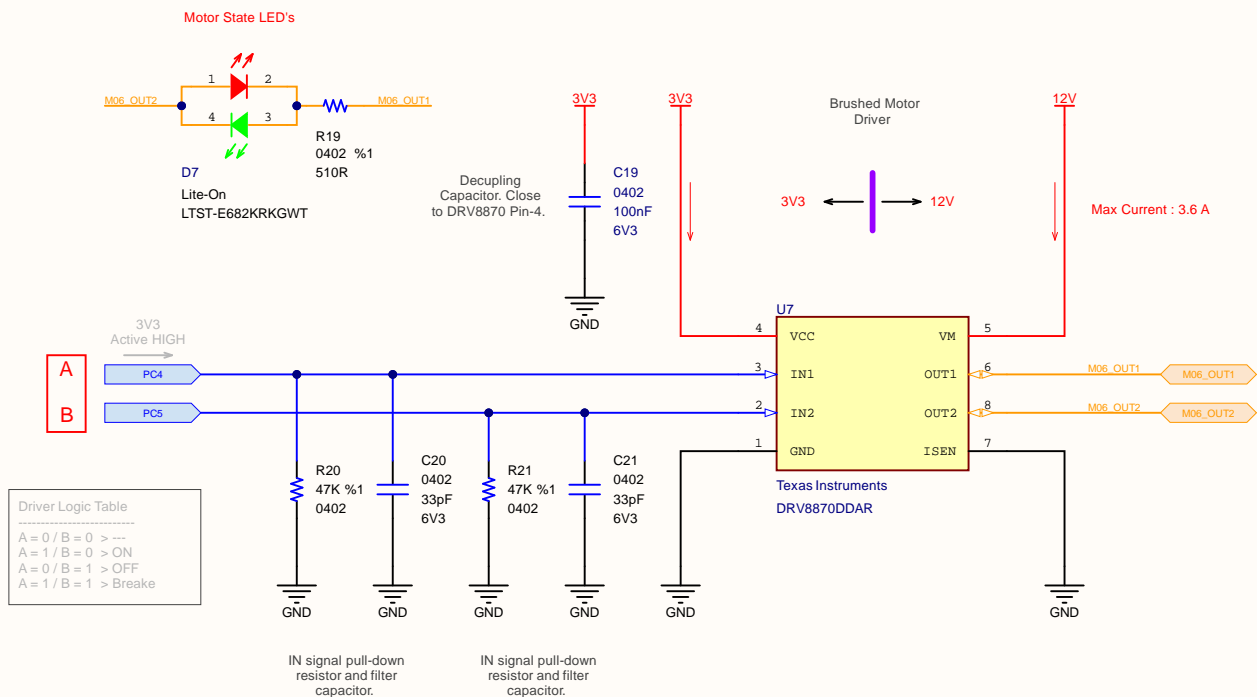 Motor State LED's
1
2
M06_OUT2
M06_OUT1
4
3
R19
0402 %1
510R
D7
Lite-On
LTST-E682KRKGWT
3V3
Decupling
Capacitor. Close
to DRV8870 Pin-4.
C19
0402
100nF
6V3
GND
3V3
Brushed Motor
Driver
3V3
12V
12V
Max Current : 3.6 A
U7
4
VCC
VM
5
3
IN1
OUT1
6
M06_OUT1
M06_OUT1
2
IN2
OUT2
8
M06_OUT2
M06_OUT2
1
GND
ISEN
7
Texas Instruments
DRV8870DDAR
3V3
Active HIGH
A
PC4
B
PC5
R20
47K %1
0402
C20
0402
33pF
6V3
R21
47K %1
0402
C21
0402
33pF
6V3
GND
GND
GND
GND
GND
GND
Driver Logic Table
--------------------------
A = 0 / B = 0 > ---
A = 1 / B = 0 > ON
A = 0 / B = 1 > OFF
A = 1 / B = 1 > Breake
IN signal pull-down
resistor and filter
capacitor.
IN signal pull-down
resistor and filter
capacitor.